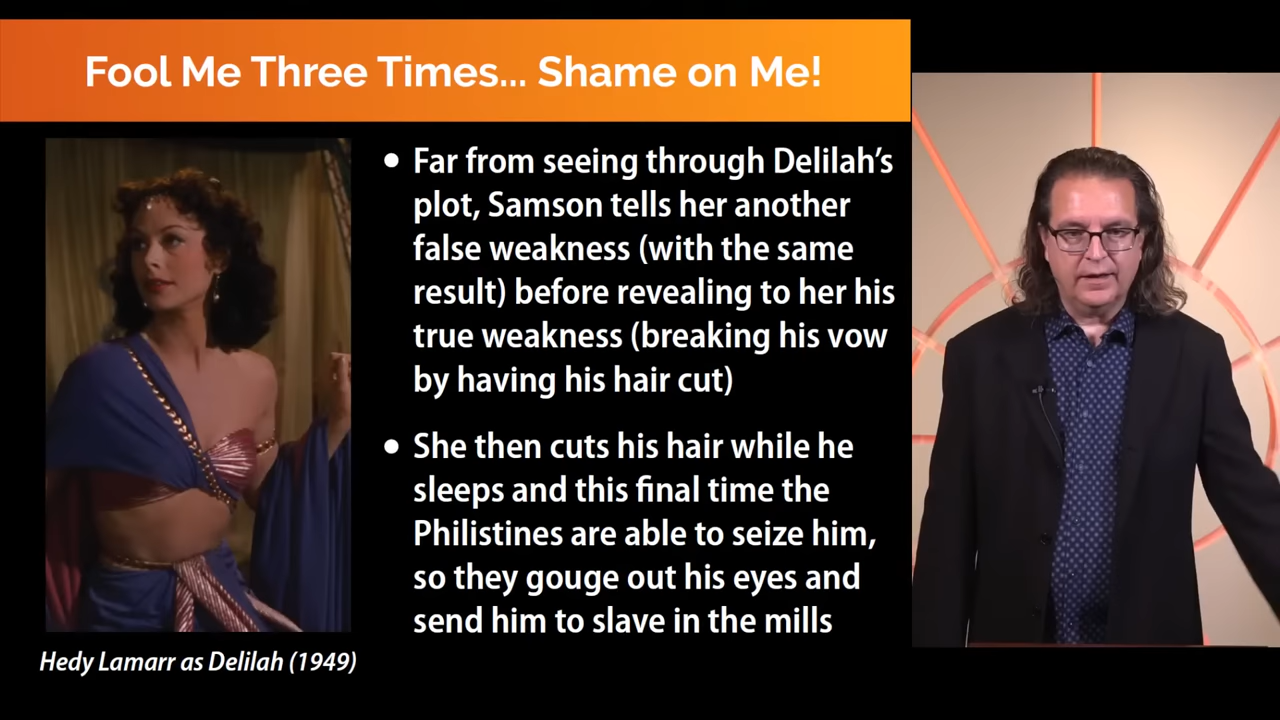 Fool Me Three Times... Shame on Me!
• Far from seeing through Delilah’s
plot, Samson tells her another
false weakness (with the same
result) before revealing to her his
true weakness (breaking his vow
by having his hair cut)
• She then cuts his hair while he
sleeps and this final time the
Philistines are able to seize him,
so they gouge out his eyes and
send him to slave in the mills
Hedy Lamarr as Delilah (1949)